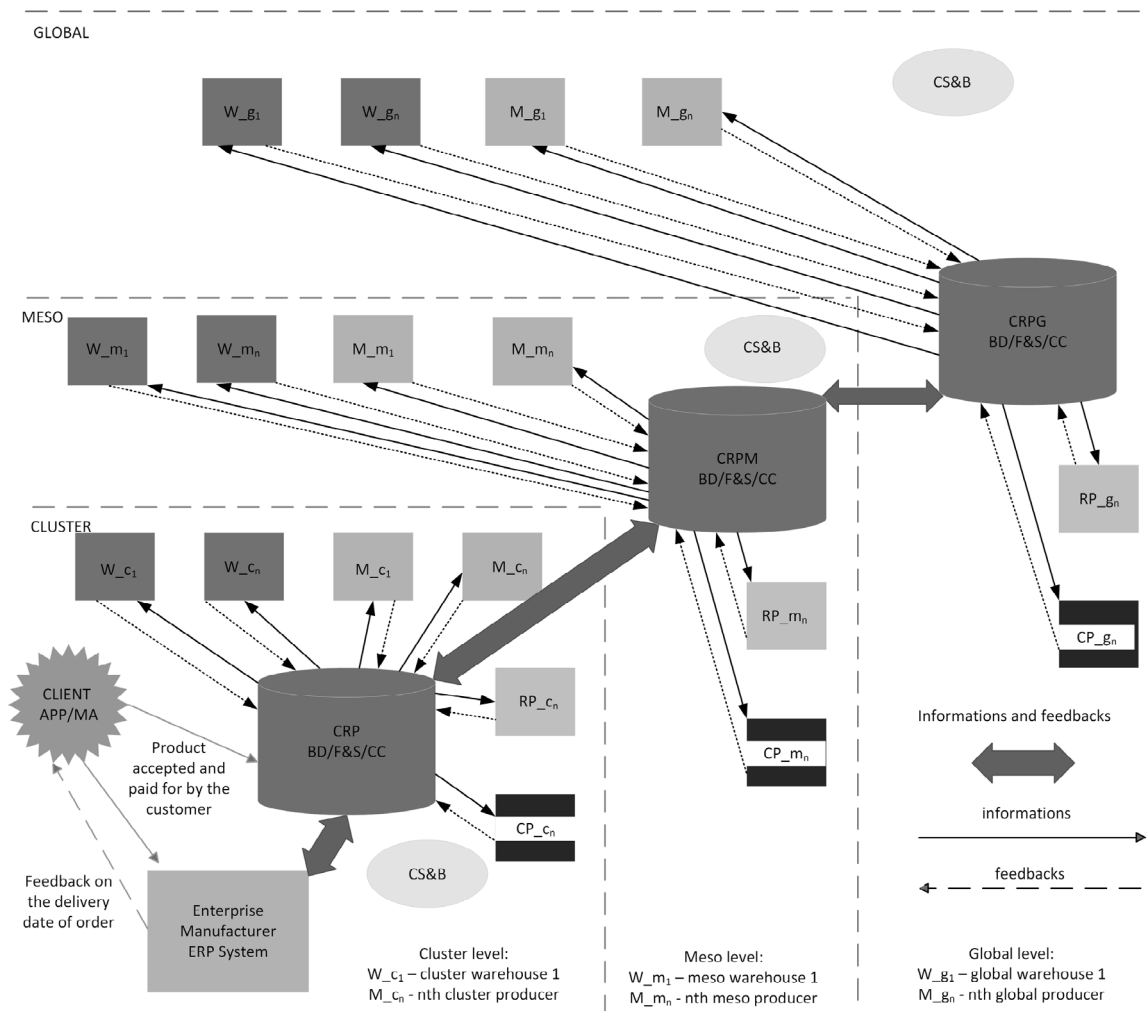 GLOBAL
CS&B
W_g₁
W_gₙ
M_g₁
M_gₙ
CRPG
BD/F&S/CC
MESO
W_m₁
W_mₙ
M_m₁
M_mₙ
CS&B
CRPM
BD/F&S/CC
RP_gₙ
CP_gₙ
CLUSTER
W_c₁
W_cₙ
M_c₁
M_cₙ
RP_mₙ
CP_mₙ
CLIENT
APP/MA
CRP
BD/F&S/CC
RP_cₙ
CP_cₙ
Product
accepted and
paid for by the
customer
CS&B
Feedback on
the delivery
date of order
Enterprise
Manufacturer
ERP System
Informations and feedbacks
informations
feedbacks
Cluster level:
W_c₁ – cluster warehouse 1
M_cₙ - nth cluster producer
Meso level:
W_m₁ – meso warehouse 1
M_mₙ - nth meso producer
Global level:
W_g₁ – global warehouse 1
M_gₙ - nth global producer